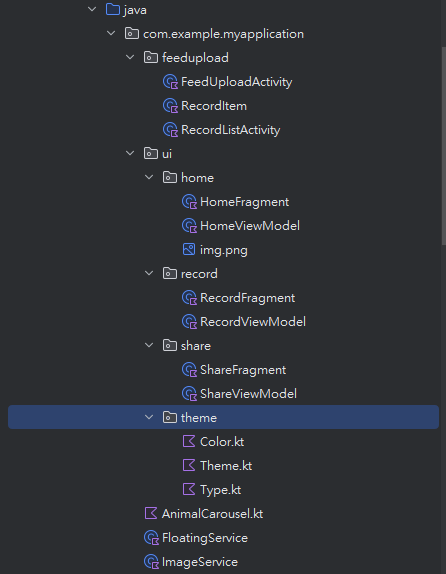 java
com.example.myapplication
feedupload
FeedUploadActivity
RecordItem
RecordListActivity
ui
home
HomeFragment
HomeViewModel
img.png
record
RecordFragment
RecordViewModel
share
ShareFragment
ShareViewModel
theme
Color.kt
Theme.kt
Type.kt
AnimalCarousel.kt
FloatingService
ImageService